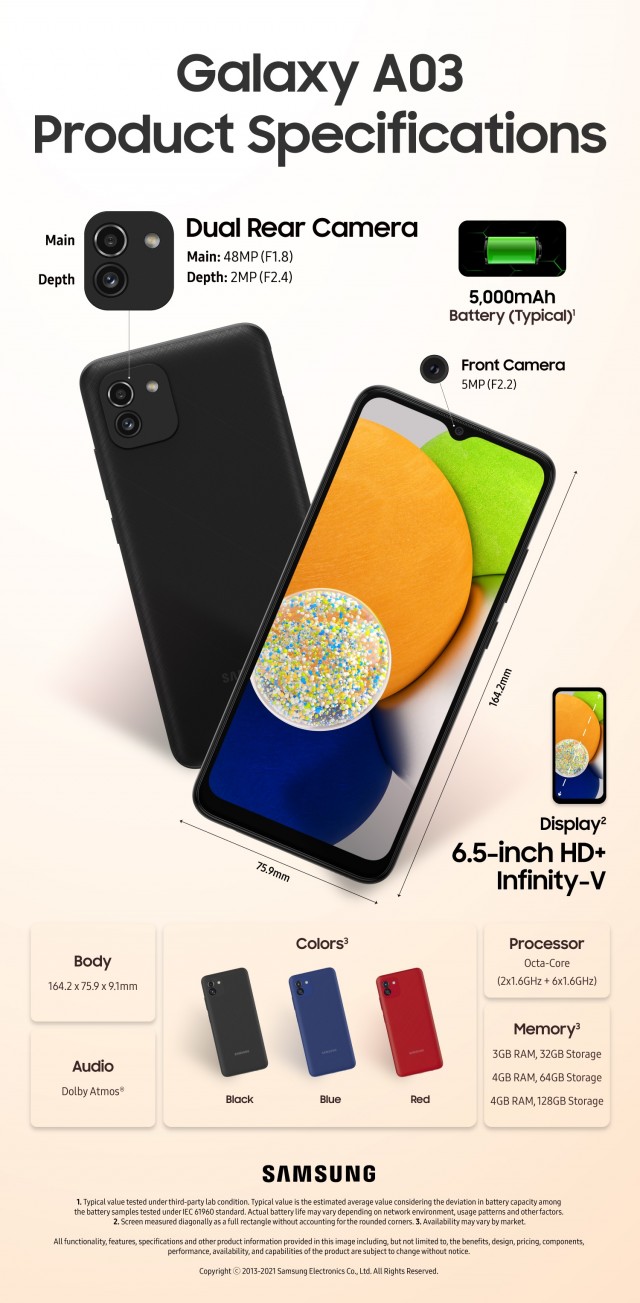 Galaxy A03
Product Specifications
Main
Depth
Dual Rear Camera
Main: 48MP (F1.8)
Depth: 2MP (F2.4)
5,000mAh
Battery (Typical)¹
Front Camera
5MP (F2.2)
164.2mm
75.9mm
Display²
6.5-inch HD+
Infinity-V
Body
164.2 x 75.9 x 9.1mm
Audio
Dolby Atmos®
Colors³
SAMSUNG
SAMSUNG
SAMSUNG
Black
Blue
Red
Processor
Octa-Core
(2x1.6GHz + 6x1.6GHz)
Memory³
3GB RAM, 32GB Storage
4GB RAM, 64GB Storage
4GB RAM, 128GB Storage
SAMSUNG
1. Typical value tested under third-party lab condition. Typical value is the estimated average value considering the deviation in battery capacity among
the battery samples tested under IEC 61960 standard. Actual battery life may vary depending on network environment, usage patterns and other factors.
2. Screen measured diagonally as a full rectangle without accounting for the rounded corners. 3. Availability may vary by market.
All functionality, features, specifications and other product information provided in this image including, but not limited to, the benefits, design, pricing, components,
performance, availability, and capabilities of the product are subject to change without notice.
Copyright ⓒ 2013-2021 Samsung Electronics Co., Ltd. All Rights Reserved.